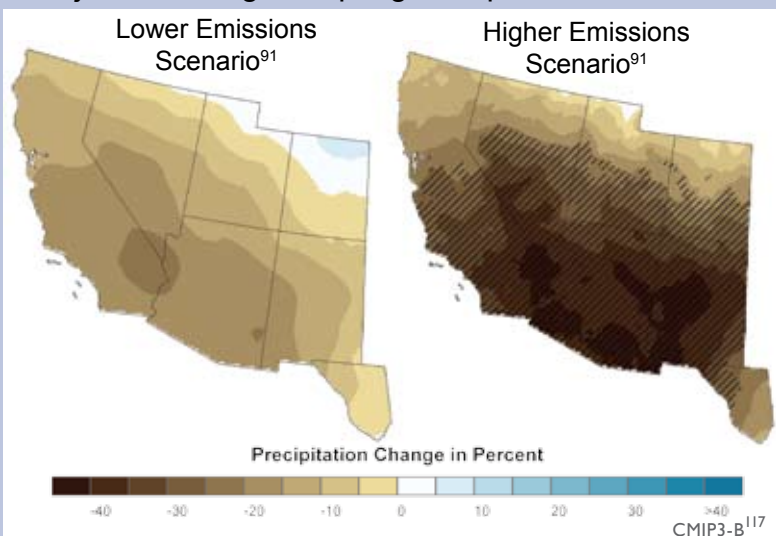 Lower Emissions
Scenario91
Higher Emissions
Scenario91
Precipitation Change in Percent
-40 -30 -20 -10 0 10 20 30 >40
CMIP3-B117